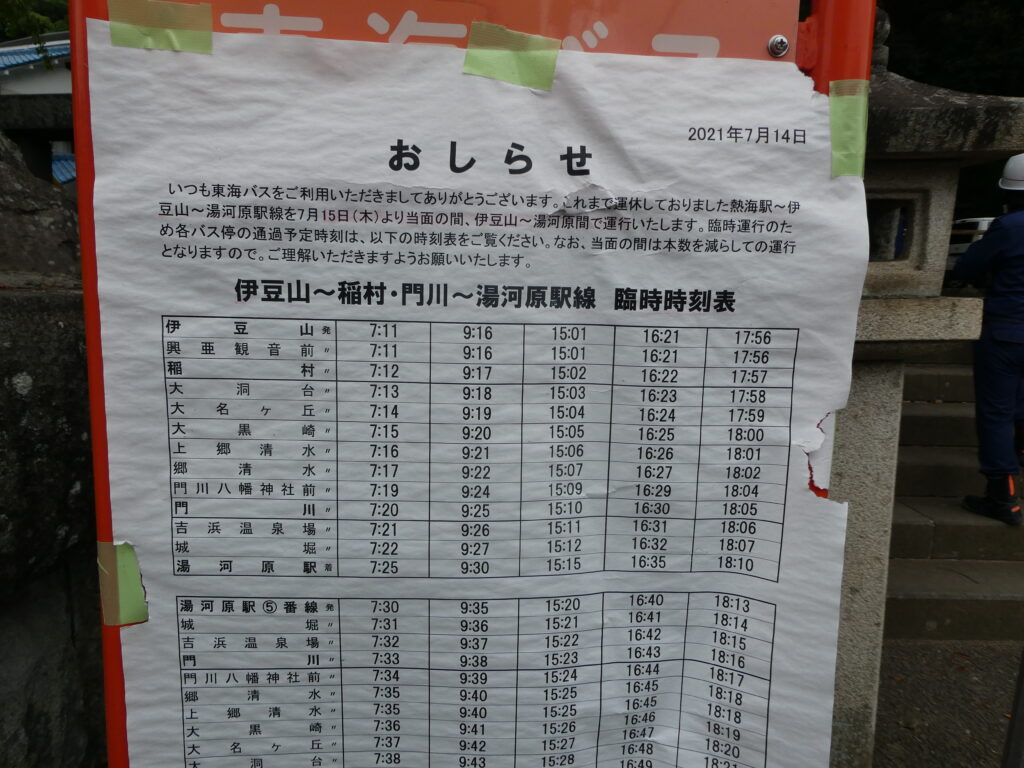 東海バス
2021年7月14日
おしらせ
いつも東海バスをご利用いただきましてありがとうございます。これまで運休しておりました熱海駅～伊
豆山～湯河原駅線を7月15日(木)より当面の間、伊豆山～湯河原間で運行いたします。臨時運行のた
め各バス停の通過予定時刻は、以下の時刻表をご覧ください。なお、当面の間は本数を減らしての運行
となりますので。ご理解いただきますようお願いいたします。
伊豆山～稲村・門川～湯河原駅線 臨時時刻表
伊豆山発 7:11 9:16 15:01 16:21 17:56
興亜観音前〃 7:11 9:16 15:01 16:21 17:56
稲村〃 7:12 9:17 15:02 16:22 17:57
大洞台〃 7:13 9:18 15:03 16:23 17:58
大名ヶ丘〃 7:14 9:19 15:04 16:24 17:59
大黒崎〃 7:15 9:20 15:05 16:25 18:00
上郷清水〃 7:16 9:21 15:06 16:26 18:01
郷清水〃 7:17 9:22 15:07 16:27 18:02
門川八幡神社前〃 7:19 9:24 15:09 16:29 18:04
門川〃 7:20 9:25 15:10 16:30 18:05
吉浜温泉場〃 7:21 9:26 15:11 16:31 18:06
城堀〃 7:22 9:27 15:12 16:32 18:07
湯河原駅着 7:25 9:30 15:15 16:35 18:10
湯河原駅⑤番線発 7:30 9:35 15:20 16:40 18:13
城堀〃 7:31 9:36 15:21 16:41 18:14
吉浜温泉場〃 7:32 9:37 15:22 16:42 18:15
門川〃 7:33 9:38 15:23 16:43 18:16
門川八幡神社前〃 7:34 9:39 15:24 16:44 18:17
郷清水〃 7:35 9:40 15:25 16:45 18:18
上郷清水〃 7:35 9:40 15:25 16:45 18:18
大黒崎〃 7:36 9:41 15:26 16:46 18:19
大名ヶ丘〃 7:37 9:42 15:27 16:47 18:20
大洞台〃 7:38 9:43 15:28 16:48